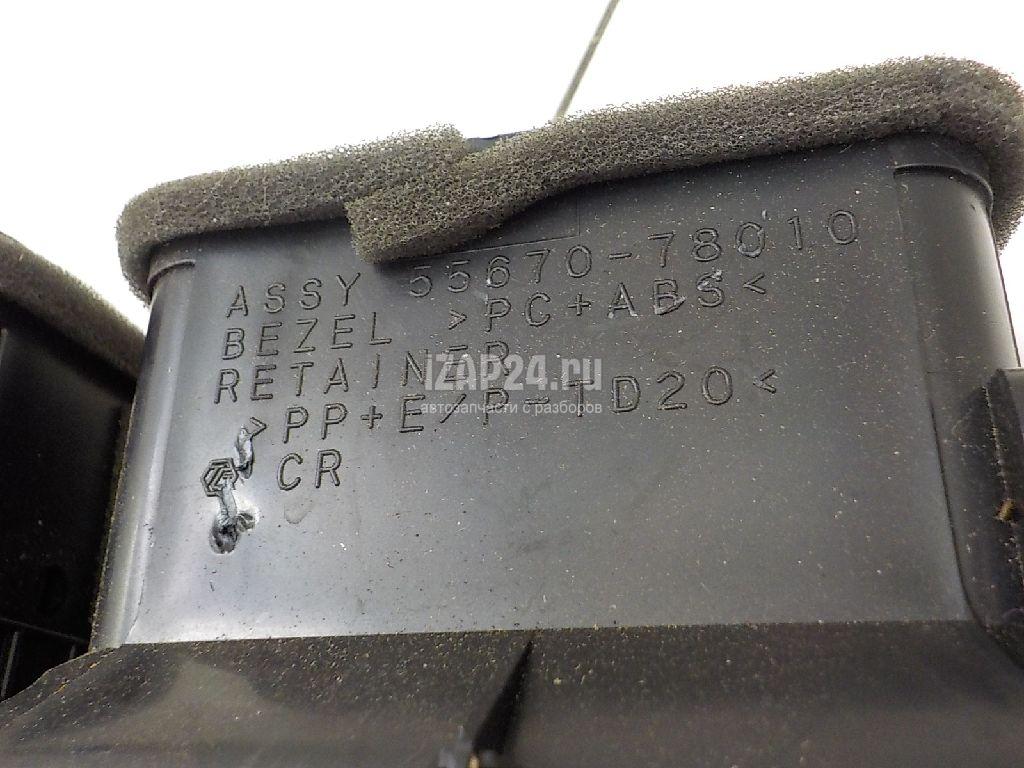 ASSY 55670-78010
BEZEL >PC+ABS<
RETAINER
>PP+E/P-TD20<
CR
IZAP24.ru
автозапчасти с разборов